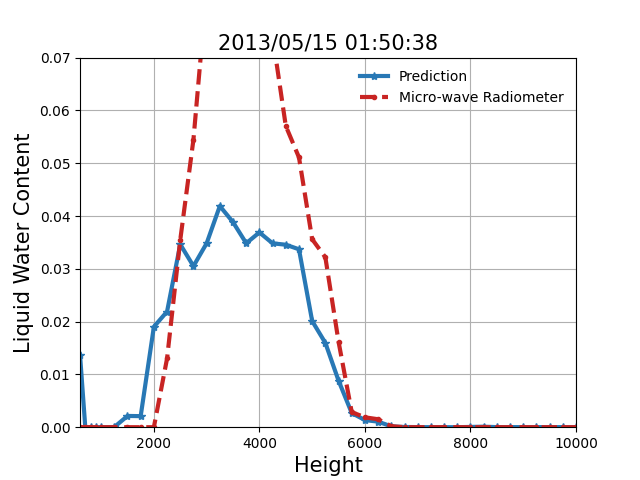 2013/05/15 01:50:38
0.07
0.06
0.05
0.04
0.03
0.02
0.01
0.00
Liquid Water Content
Prediction
Micro-wave Radiometer
2000 4000 6000 8000 10000
Height